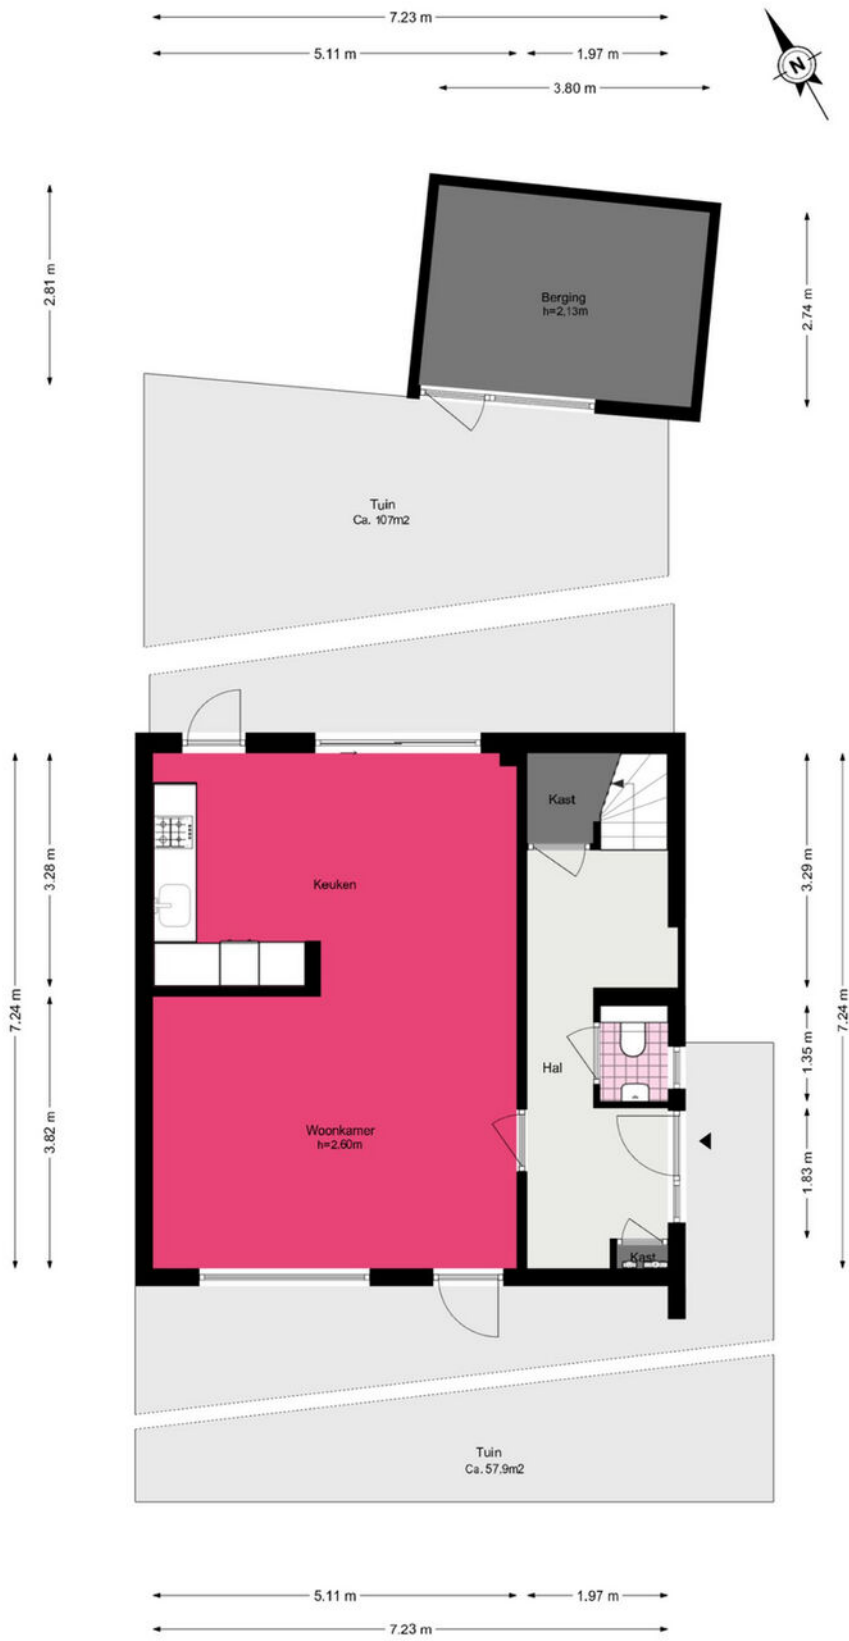 7.23 m
5.11 m
1.97 m
3.80 m
N
2.81 m
2.74 m
Berging
h=2,13m
Tuin
Ca. 107m2
Kast
Keuken
3.28 m
3.29 m
7.24 m
7.24 m
Hal
1.35 m
Woonkamer
h=2.60m
3.82 m
1.83 m
Kast
Tuin
Ca. 57,9m2
5.11 m
1.97 m
7.23 m